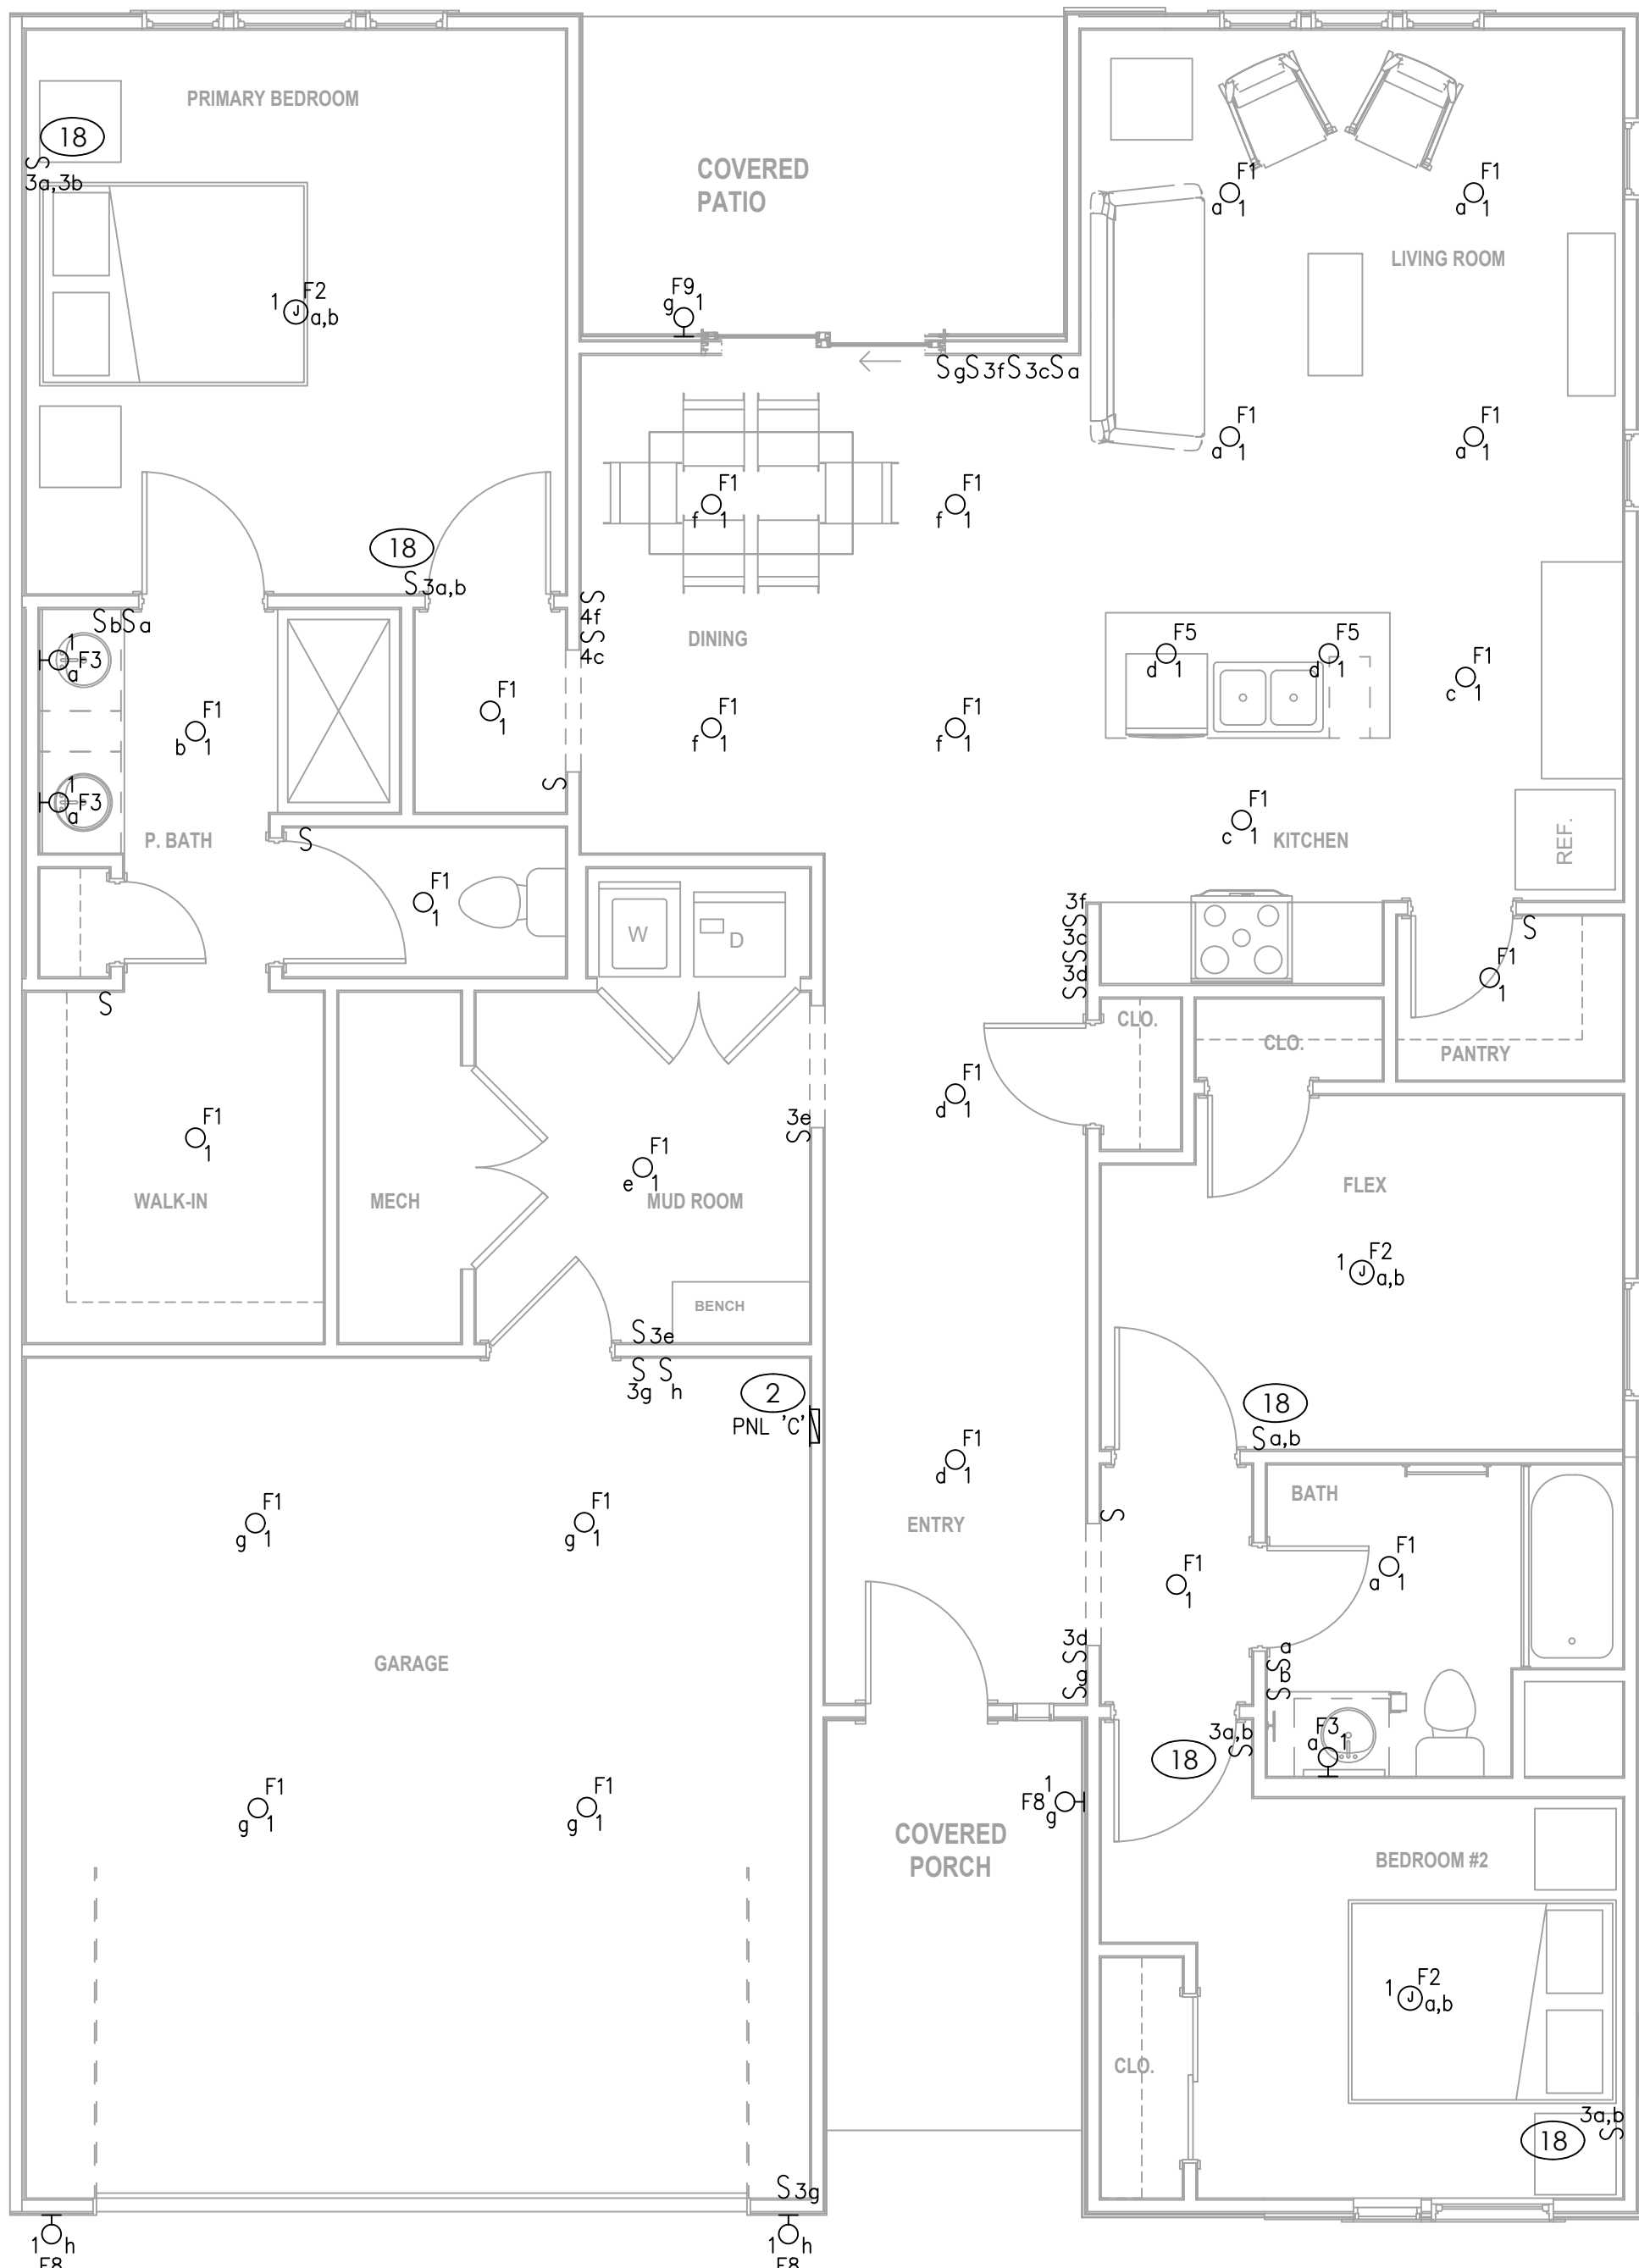 PRIMARY BEDROOM
18
S
3a,3b
1 F2
J a,b
COVERED
PATIO
F9
g 1
SgS3fS3cSa
F1
a 1
F1
a 1
LIVING ROOM
F1
a 1
F1
a 1
18
S3a,b
F1
f 1
F1
f 1
S
4f
S
4c
DINING
SbSa
1
F3
a
F1
b 1
F1
1
F1
f 1
F1
f 1
F5
d 1
F5
d 1
F1
c 1
1
F3
a
S
P. BATH
S
F1
1
F1
c 1
KITCHEN
REF.
W
D
3f
S
3c
S
3d
S
S
F1
1
S
CLO.
CLO.
PANTRY
F1
d 1
3e
S
F1
1
WALK-IN
MECH
F1
e 1
MUD ROOM
BENCH
FLEX
1 F2
J a,b
S3e
S S
3g h
2
PNL 'C'
18
Sa,b
F1
d 1
ENTRY
S
BATH
F1
1
F1
a 1
F1
g 1
F1
g 1
GARAGE
3d
S
g
S
a
S
b
S
3a,b
S
18
F3
a 1
F1
g 1
F1
g 1
1
F8
g
COVERED
PORCH
BEDROOM #2
1 F2
J a,b
CLO.
3a,b
S
18
S3g
1 h
F8
1 h
F8